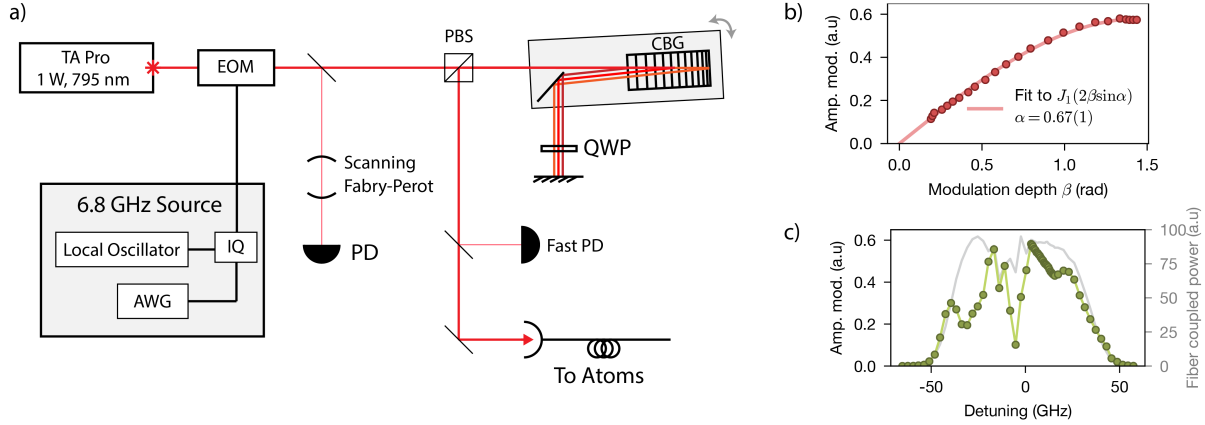 a)
TA Pro
1 W, 795 nm
EOM
PBS
CBG
QWP
Scanning
Fabry-Perot
PD
Fast PD
6.8 GHz Source
Local Oscillator
IQ
AWG
To Atoms
b)
Amp. mod. (a.u)
0.6
0.4
0.2
0.0
Fit to J₁(2βsinα)
α = 0.67(1)
0.0
0.5
1.0
1.5
Modulation depth β (rad)
c)
Amp. mod. (a.u)
0.6
0.4
0.2
0.0
-50
0
50
Detuning (GHz)
100
75
50
25
0
Fiber coupled power (a.u)